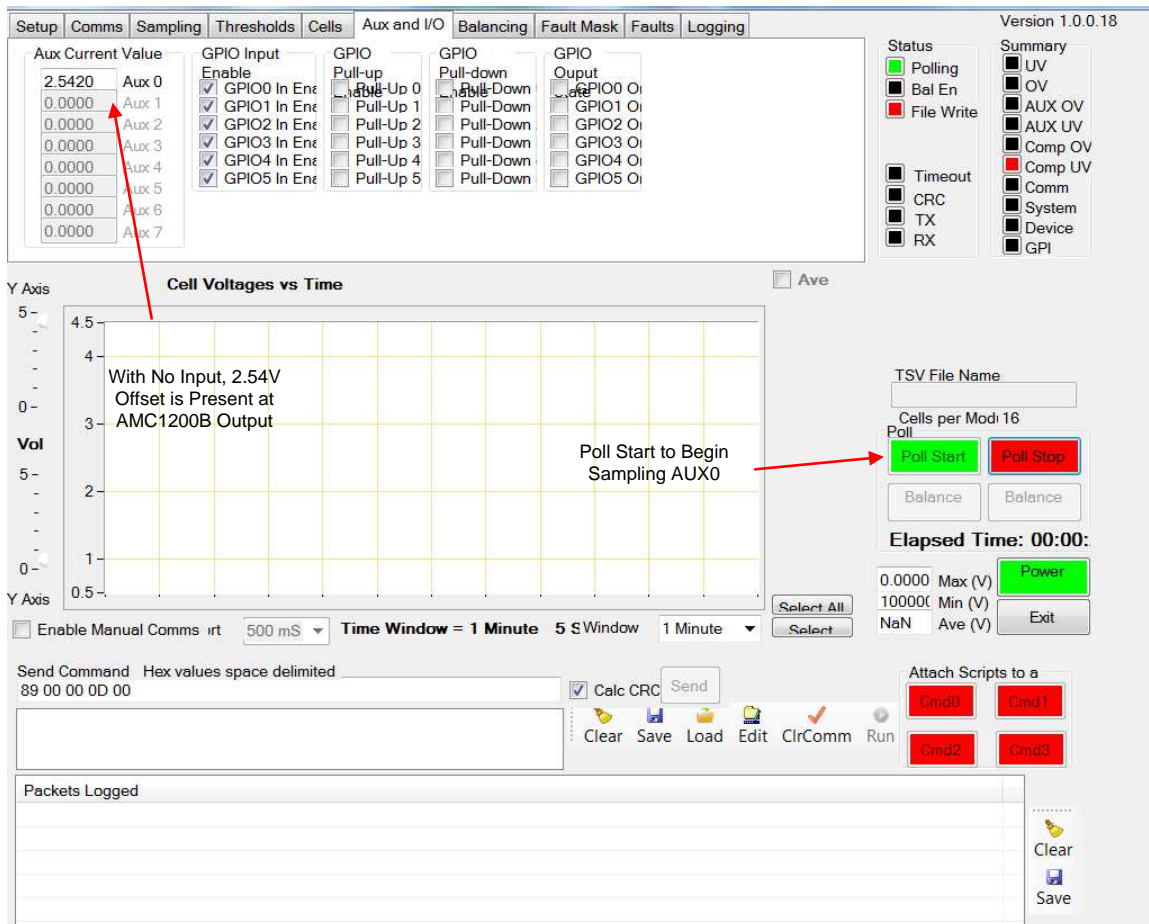 Version 1.0.0.18
Setup Comms Sampling Thresholds Cells Aux and I/O Balancing Fault Mask Faults Logging
Aux Current Value
2.5420 Aux 0
0.0000 Aux 1
0.0000 Aux 2
0.0000 Aux 3
0.0000 Aux 4
0.0000 Aux 5
0.0000 Aux 6
0.0000 Aux 7
GPIO Input
Enable
GPIO0 In Ena
GPIO1 In Ena
GPIO2 In Ena
GPIO3 In Ena
GPIO4 In Ena
GPIO5 In Ena
GPIO
Pull-up
Enable
Pull-Up 0
Pull-Up 1
Pull-Up 2
Pull-Up 3
Pull-Up 4
Pull-Up 5
GPIO
Pull-down
Enable
Pull-Down
Pull-Down
Pull-Down
Pull-Down
Pull-Down
Pull-Down
GPIO
Ouput
State
GPIO0 O
GPIO1 O
GPIO2 O
GPIO3 O
GPIO4 O
GPIO5 O
Status
Polling
Bal En
File Write
Timeout
CRC
TX
RX
Summary
UV
OV
AUX OV
AUX UV
Comp OV
Comp UV
Comm
System
Device
GPI
Y Axis
Cell Voltages vs Time
Ave
5
0
Vol
5
0
Y Axis
4.5
4
3
2
1
0.5
With No Input, 2.54V
Offset is Present at
AMC1200B Output
Poll Start to Begin
Sampling AUX0
TSV File Name
Cells per Modu 16
Poll
Poll Start Poll Stop
Balance Balance
Elapsed Time: 00:00:
0.0000 Max (V) Power
10000 Min (V)
NaN Ave (V) Exit
Select All
Select
Enable Manual Comms 500 mS Time Window = 1 Minute 5 S Window 1 Minute
Send Command Hex values space delimited
89 00 00 0D 00
Calc CRC Send
Clear Save Load Edit ClrComm Run
Attach Scripts to a
Cmd0 Cmd1
Cmd2 Cmd3
Packets Logged
Clear
Save